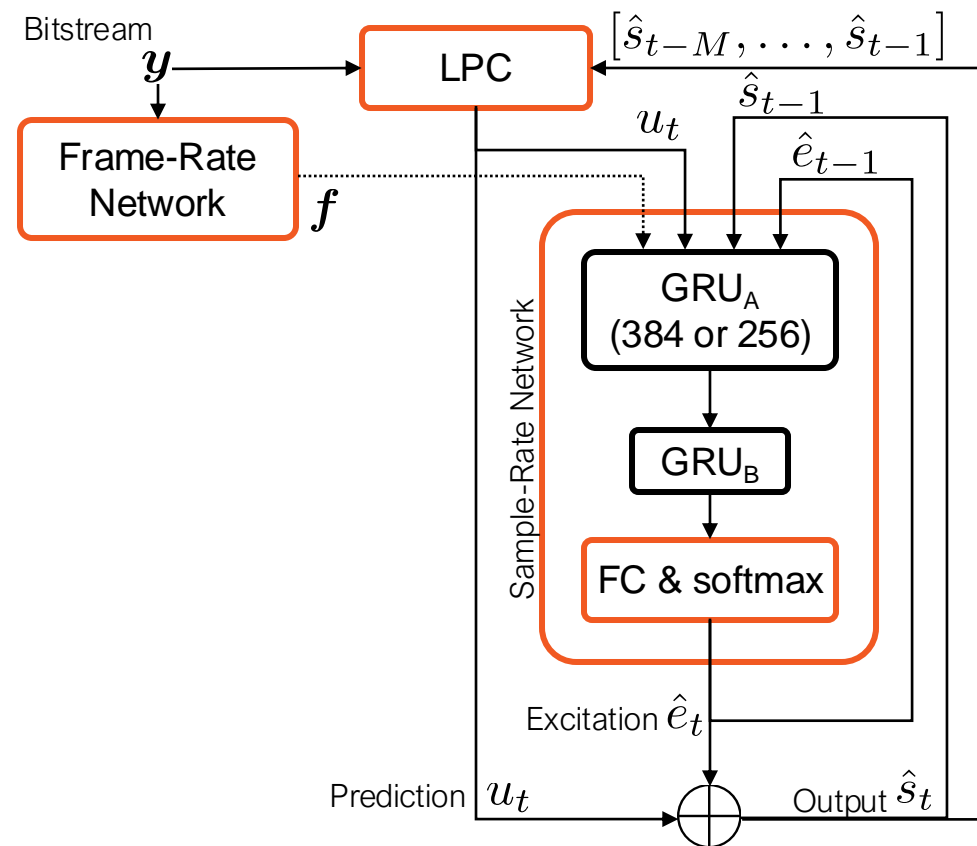 Bitstream
y
LPC
[ŝ_{t−M}, . . . , ŝ_{t−1}]
ŝ_{t−1}
u_t
ê_{t−1}
Frame-Rate
Network
f
GRU_A
(384 or 256)
Sample-Rate Network
GRU_B
FC & softmax
Excitation ê_t
Prediction u_t
Output ŝ_t